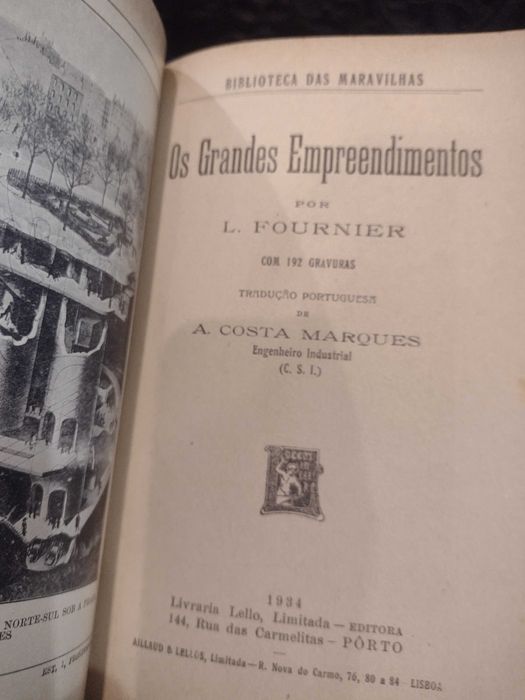 BIBLIOTECA DAS MARAVILHAS
Os Grandes Empreendimentos
POR
L. FOURNIER
COM 192 GRAVURAS
TRADUÇÃO PORTUGUESA
DE
A. COSTA MARQUES
Engenheiro Industrial
(C. S. I.)
1934
Livraria Lello, Limitada — EDITORA
144, Rua das Carmelitas — PÔRTO
AILLAUD & LELLOS, Limitada — R. Nova do Carmo, 76, 80 a 84 — LISBOA
NORTE-SUL SOB A
EST. 1,